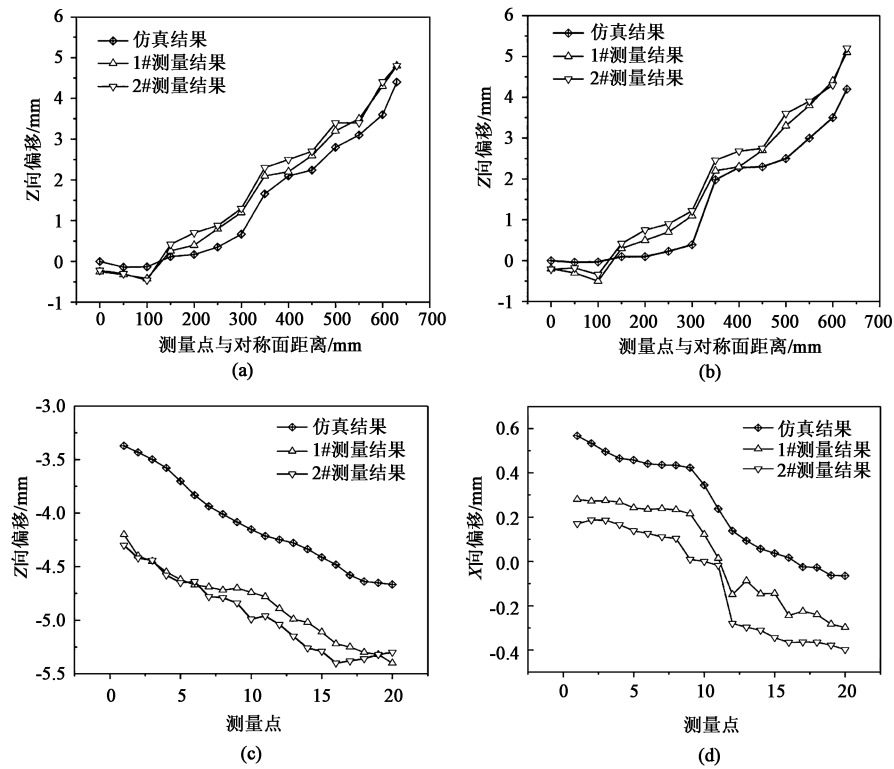 6
5
4
3
2
1
0
-1
Z向偏移/mm
仿真结果
1#测量结果
2#测量结果
0 100 200 300 400 500 600 700
测量点与对称面距离/mm
(a)
6
5
4
3
2
1
0
-1
Z向偏移/mm
仿真结果
1#测量结果
2#测量结果
0 100 200 300 400 500 600 700
测量点与对称面距离/mm
(b)
-3.0
-3.5
-4.0
-4.5
-5.0
-5.5
Z向偏移/mm
仿真结果
1#测量结果
2#测量结果
0 5 10 15 20
测量点
(c)
0.6
0.4
0.2
0.0
-0.2
-0.4
X向偏移/mm
仿真结果
1#测量结果
2#测量结果
0 5 10 15 20
测量点
(d)